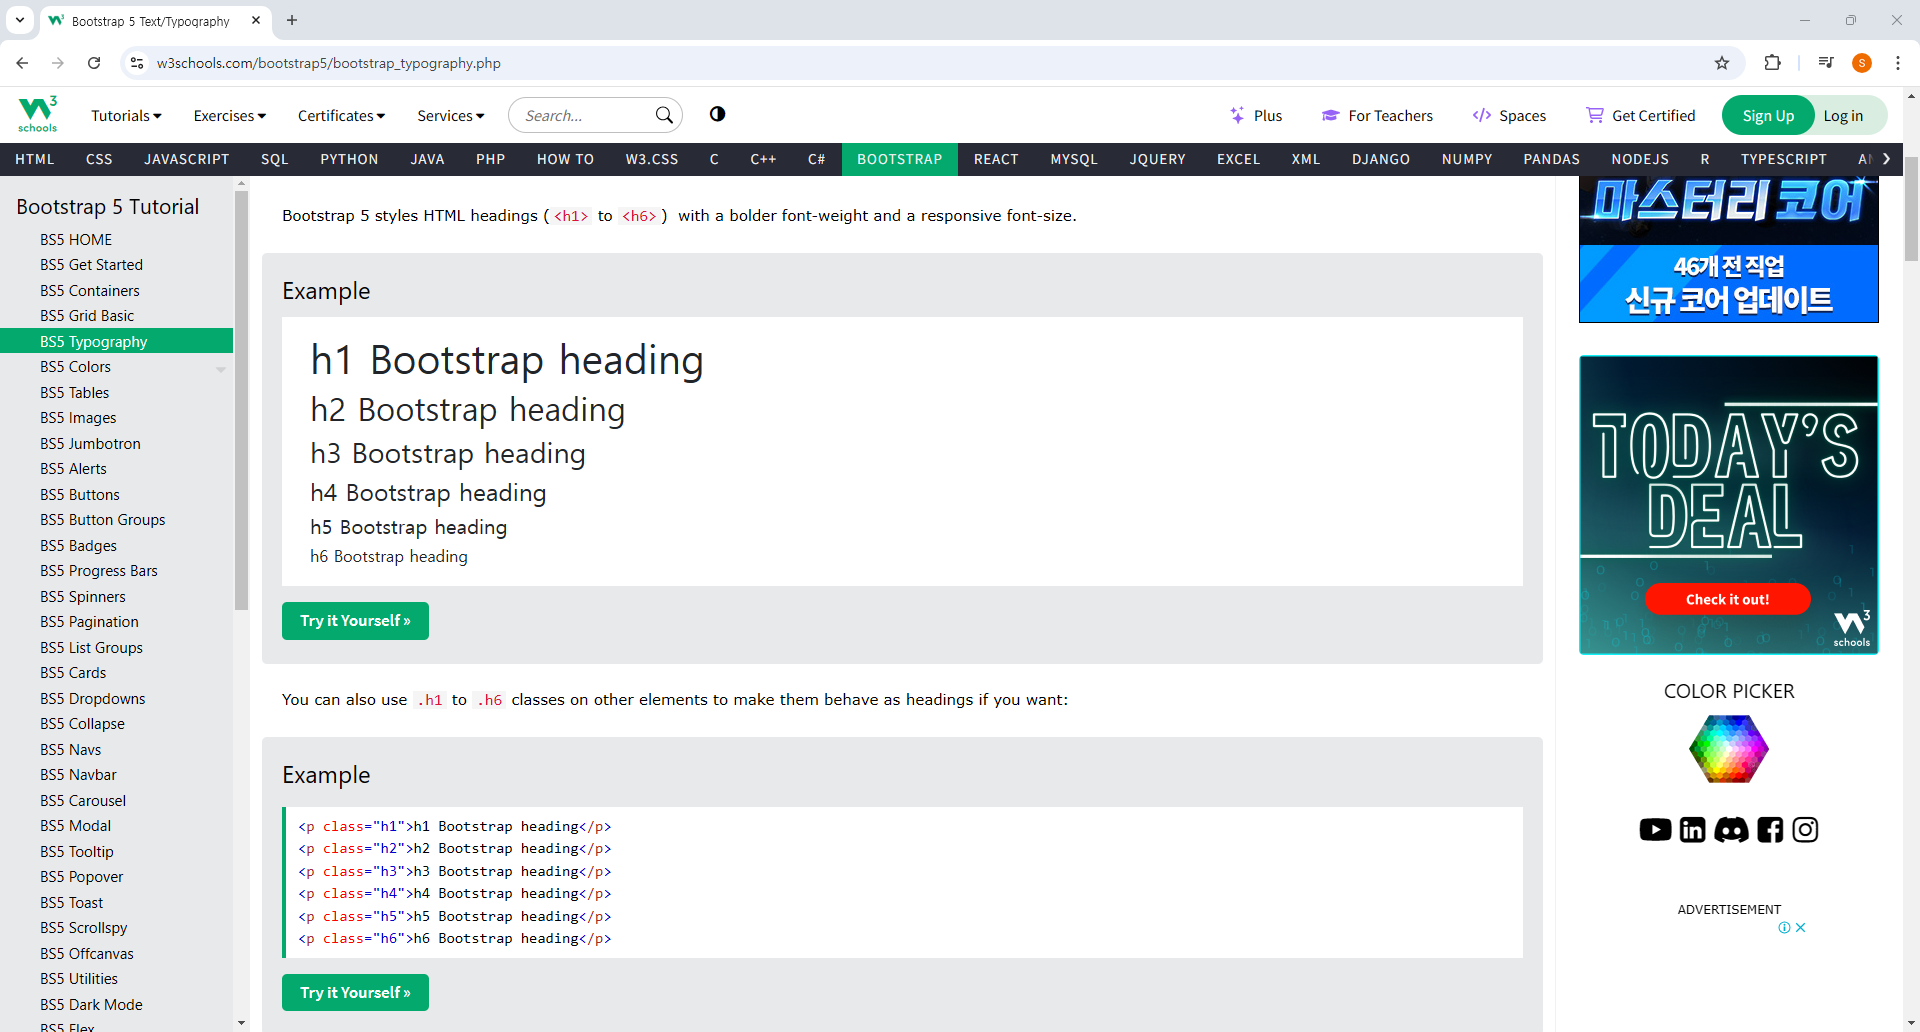 Bootstrap 5 Text/Typography
w3schools.com/bootstrap5/bootstrap_typography.php
S
3
schools
Tutorials
Exercises
Certificates
Services
Search...
Plus
For Teachers
Spaces
Get Certified
Sign Up
Log in
HTML CSS JAVASCRIPT SQL PYTHON JAVA PHP HOW TO W3.CSS C C++ C# BOOTSTRAP REACT MYSQL JQUERY EXCEL XML DJANGO NUMPY PANDAS NODEJS R TYPESCRIPT
Bootstrap 5 Tutorial
BS5 HOME
BS5 Get Started
BS5 Containers
BS5 Grid Basic
BS5 Typography
BS5 Colors
BS5 Tables
BS5 Images
BS5 Jumbotron
BS5 Alerts
BS5 Buttons
BS5 Button Groups
BS5 Badges
BS5 Progress Bars
BS5 Spinners
BS5 Pagination
BS5 List Groups
BS5 Cards
BS5 Dropdowns
BS5 Collapse
BS5 Navs
BS5 Navbar
BS5 Carousel
BS5 Modal
BS5 Tooltip
BS5 Popover
BS5 Toast
BS5 Scrollspy
BS5 Offcanvas
BS5 Utilities
BS5 Dark Mode
BS5 Flex
Bootstrap 5 styles HTML headings (<h1> to <h6>) with a bolder font-weight and a responsive font-size.
Example
h1 Bootstrap heading
h2 Bootstrap heading
h3 Bootstrap heading
h4 Bootstrap heading
h5 Bootstrap heading
h6 Bootstrap heading
Try it Yourself »
You can also use .h1 to .h6 classes on other elements to make them behave as headings if you want:
Example
<p class="h1">h1 Bootstrap heading</p>
<p class="h2">h2 Bootstrap heading</p>
<p class="h3">h3 Bootstrap heading</p>
<p class="h4">h4 Bootstrap heading</p>
<p class="h5">h5 Bootstrap heading</p>
<p class="h6">h6 Bootstrap heading</p>
Try it Yourself »
마스터리 코어
46개 전 직업
신규 코어 업데이트
TODAY'S
DEAL
Check it out!
3
schools
COLOR PICKER
ADVERTISEMENT